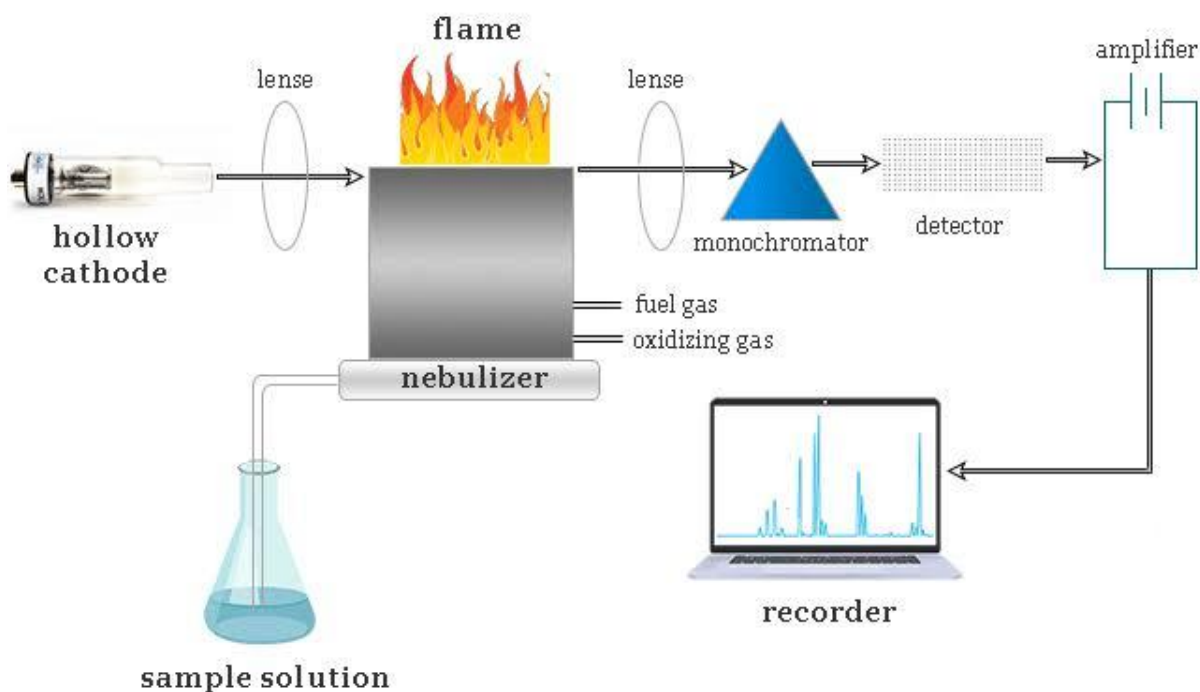 flame
amplifier
lense
lense
hollow
cathode
monochromator
detector
fuel gas
oxidizing gas
nebulizer
recorder
sample solution